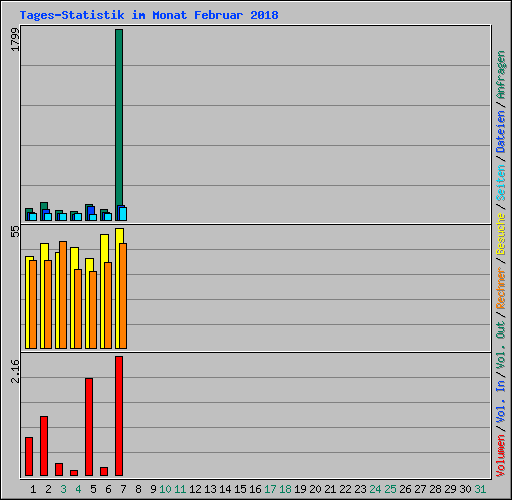 Tages-Statistik im Monat Februar 2018
1799
55
2.16
Volumen / Vol. In / Vol. Out / Rechner / Besuche / Seiten / Dateien / Anfragen
1 2 3 4 5 6 7 8 9 10 11 12 13 14 15 16 17 18 19 20 21 22 23 24 25 26 27 28 29 30 31